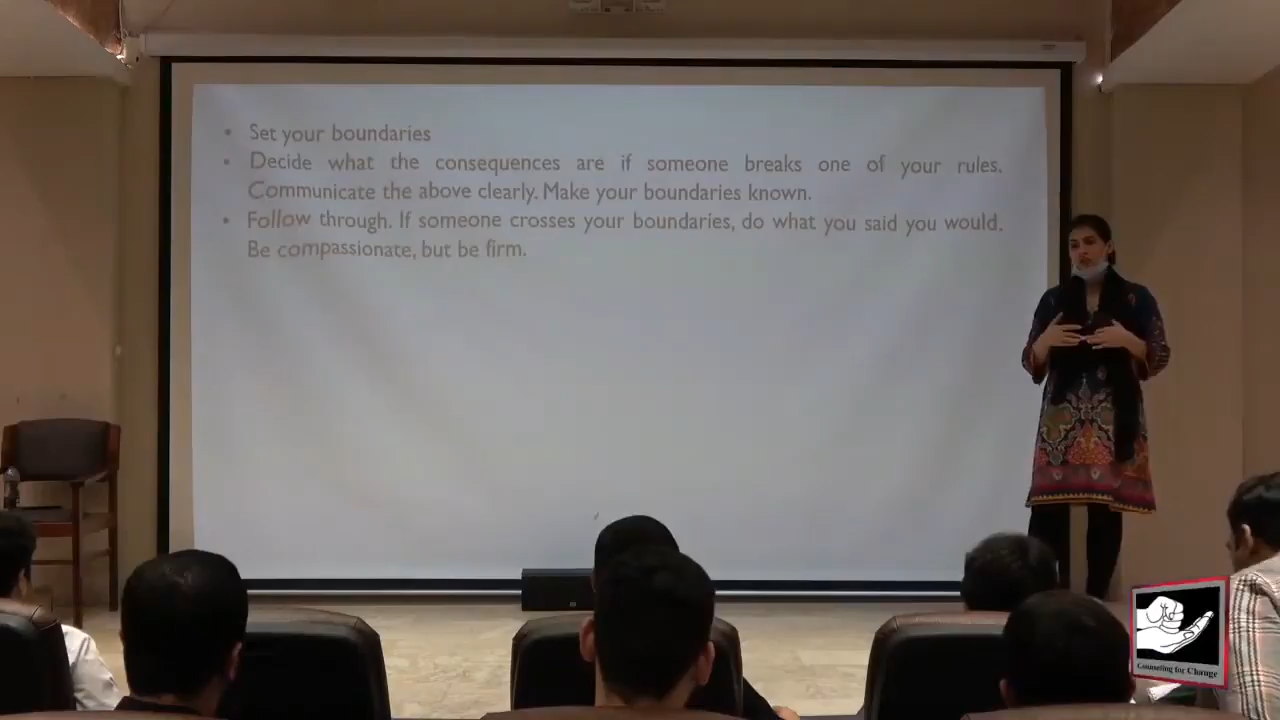 • Set your boundaries
• Decide what the consequences are if someone breaks one of your rules.
Communicate the above clearly. Make your boundaries known.
• Follow through. If someone crosses your boundaries, do what you said you would.
Be compassionate, but be firm.
Counseling for Change